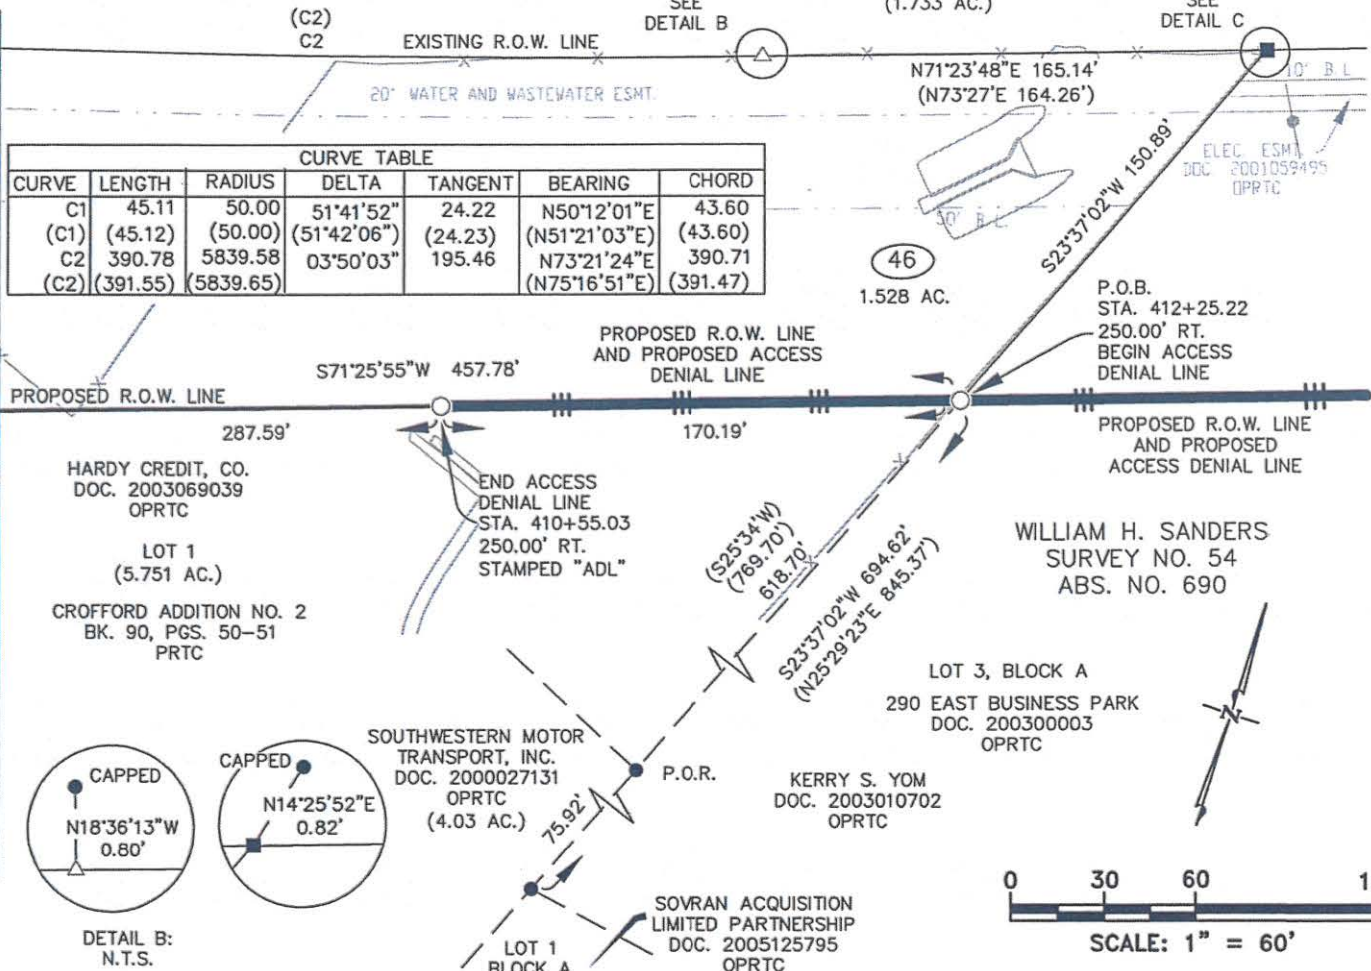 (C2)
C2
EXISTING R.O.W. LINE
SEE
DETAIL B
(1.733 AC.)
SEE
DETAIL C
N71°23'48"E 165.14'
(N73°27'E 164.26')
20' WATER AND WASTEWATER ESMT.
10' B.L.
ELEC. ESMT.
DOC. 2001059495
OPRTC
CURVE TABLE
CURVE LENGTH RADIUS DELTA TANGENT BEARING CHORD
C1 45.11 50.00 51°41'52" 24.22 N50°12'01"E 43.60
(C1) (45.12) (50.00) (51°42'06") (24.23) (N51°21'03"E) (43.60)
C2 390.78 5839.58 03°50'03" 195.46 N73°21'24"E 390.71
(C2) (391.55) (5839.65) (N75°16'51"E) (391.47)
50' B.L.
S23°37'02"W 150.89'
46
1.528 AC.
P.O.B.
STA. 412+25.22
250.00' RT.
BEGIN ACCESS
DENIAL LINE
PROPOSED R.O.W. LINE
AND PROPOSED ACCESS
DENIAL LINE
S71°25'55"W 457.78'
PROPOSED R.O.W. LINE
287.59'
170.19'
PROPOSED R.O.W. LINE
AND PROPOSED
ACCESS DENIAL LINE
HARDY CREDIT, CO.
DOC. 2003069039
OPRTC
LOT 1
(5.751 AC.)
CROFFORD ADDITION NO. 2
BK. 90, PGS. 50-51
PRTC
END ACCESS
DENIAL LINE
STA. 410+55.03
250.00' RT.
STAMPED "ADL"
(S25°34'W)
(769.70')
618.70'
S23°37'02"W 694.62'
(N25°29'23"E 845.37')
WILLIAM H. SANDERS
SURVEY NO. 54
ABS. NO. 690
LOT 3, BLOCK A
290 EAST BUSINESS PARK
DOC. 200300003
OPRTC
N
CAPPED
N18°36'13"W
0.80'
DETAIL B:
N.T.S.
CAPPED
N14°25'52"E
0.82'
SOUTHWESTERN MOTOR
TRANSPORT, INC.
DOC. 2000027131
OPRTC
(4.03 AC.)
P.O.R.
75.92'
KERRY S. YOM
DOC. 2003010702
OPRTC
SOVRAN ACQUISITION
LIMITED PARTNERSHIP
DOC. 2005125795
OPRTC
LOT 1
BLOCK A
0 30 60
SCALE: 1" = 60'